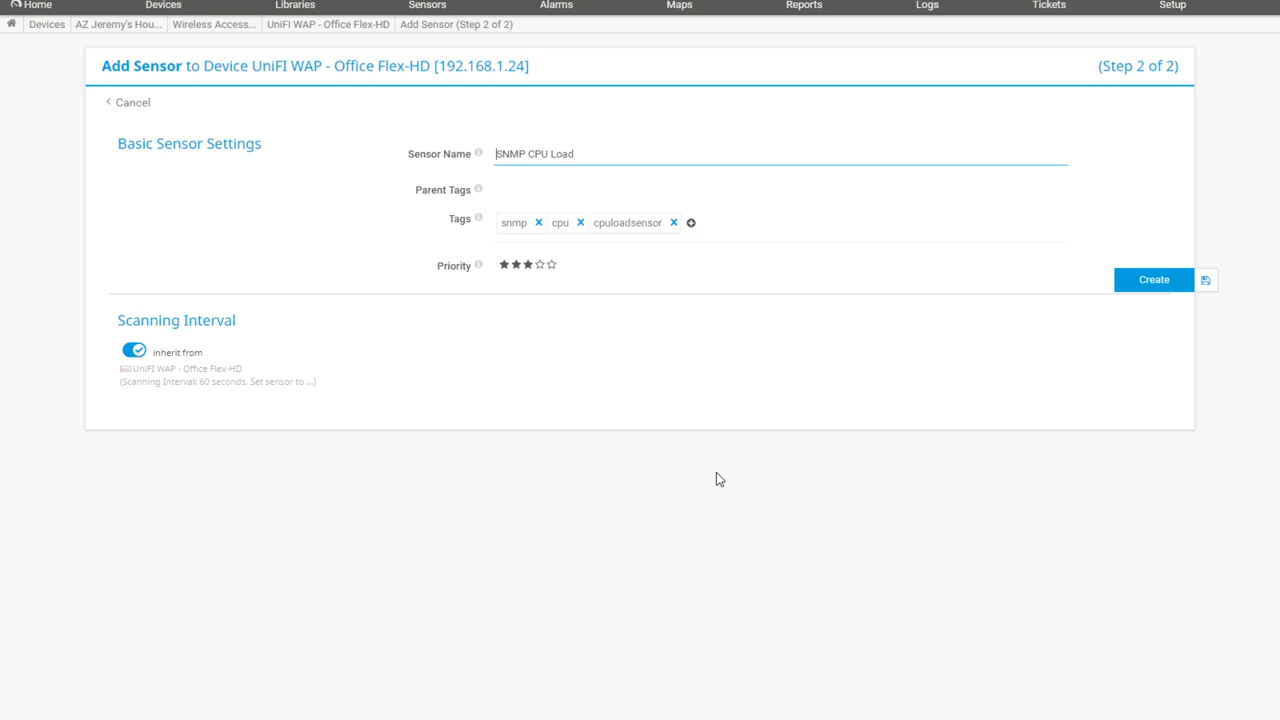 Home Devices Libraries Sensors Alarms Maps Reports Logs Tickets Setup
Devices AZ Jeremy's Hou... Wireless Access... UniFI WAP - Office Flex-HD Add Sensor (Step 2 of 2)
Add Sensor to Device UniFI WAP - Office Flex-HD [192.168.1.24] (Step 2 of 2)
Cancel
Basic Sensor Settings
Sensor Name SNMP CPU Load
Parent Tags
Tags snmp cpu cpuloadsensor
Priority
Create
Scanning Interval
inherit from
UniFI WAP - Office Flex-HD
(Scanning Interval: 60 seconds, Set sensor to ...)